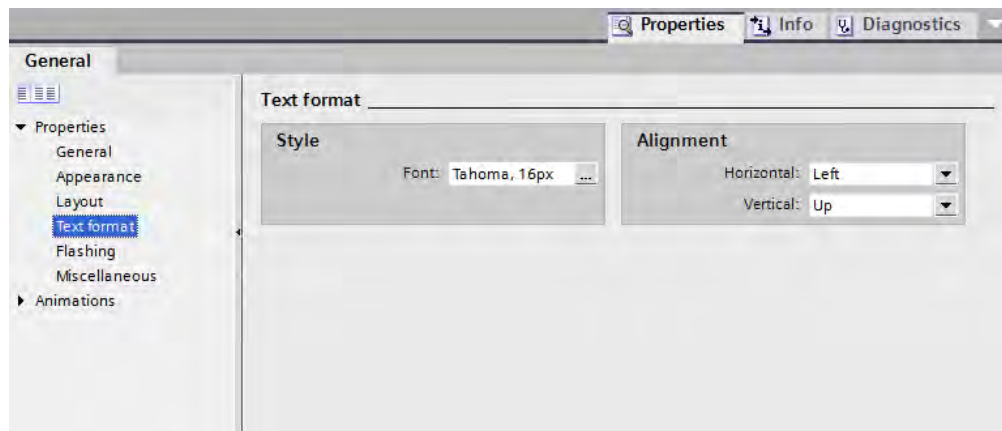 Properties Info Diagnostics
General
Text format
Properties
General
Appearance
Layout
Text format
Flashing
Miscellaneous
Animations
Style
Font: Tahoma, 16px ...
Alignment
Horizontal: Left
Vertical: Up